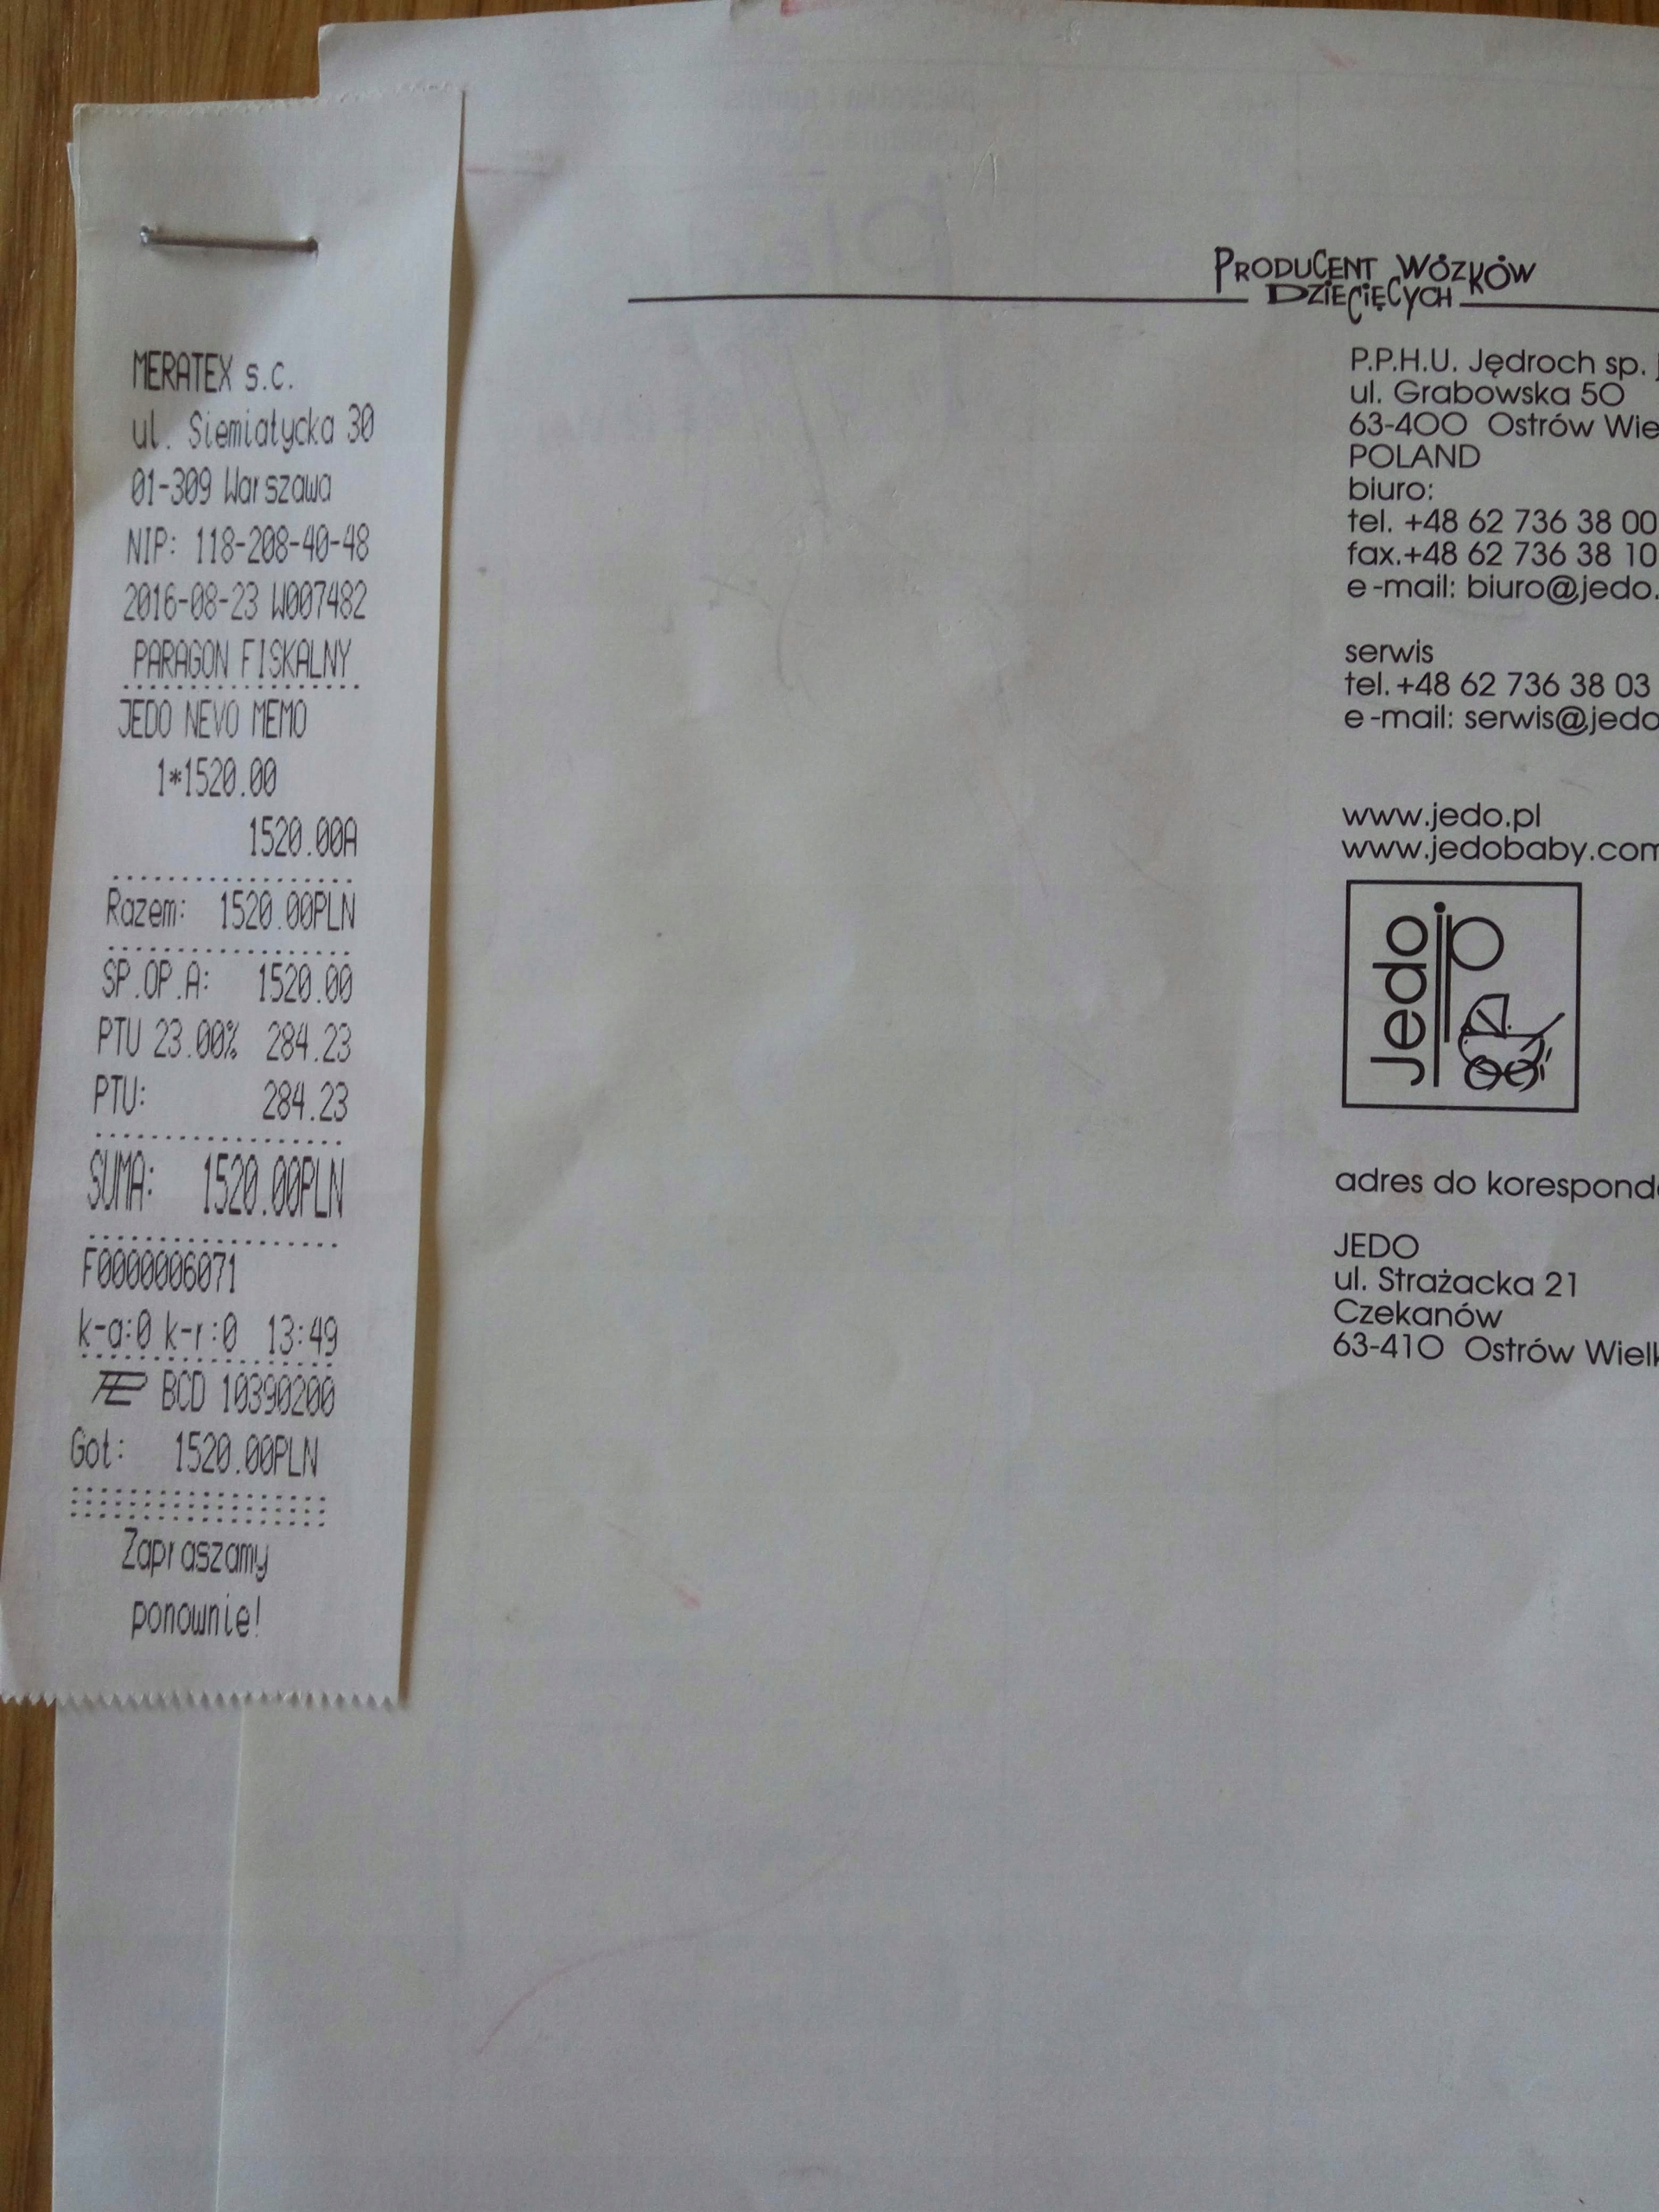 MERATEX s.c.
ul. Siemiatycka 30
01-309 Warszawa
NIP: 118-208-40-48
2016-08-23 W007482
PARAGON FISKALNY
JEDO NEVO MEMO
1*1520.00
1520.00A
Razem: 1520.00PLN
SP.OP.A: 1520.00
PTU 23.00% 284.23
PTU: 284.23
SUMA: 1520.00PLN
F0000006071
k-a:0 k-r:0 13:49
BCD 10390200
Got: 1520.00PLN
Zapraszamy
ponownie!
PRODUCENT WÓZKÓW
DZIECIĘCYCH
P.P.H.U. Jędroch sp.
ul. Grabowska 50
63-400 Ostrów Wie
POLAND
biuro:
tel. +48 62 736 38 00
fax.+48 62 736 38 10
e-mail: biuro@jedo.
serwis
tel. +48 62 736 38 03
e-mail: serwis@jedo
www.jedo.pl
www.jedobaby.com
Jedo
adres do korespond
JEDO
ul. Strażacka 21
Czekanów
63-410 Ostrów Wielk